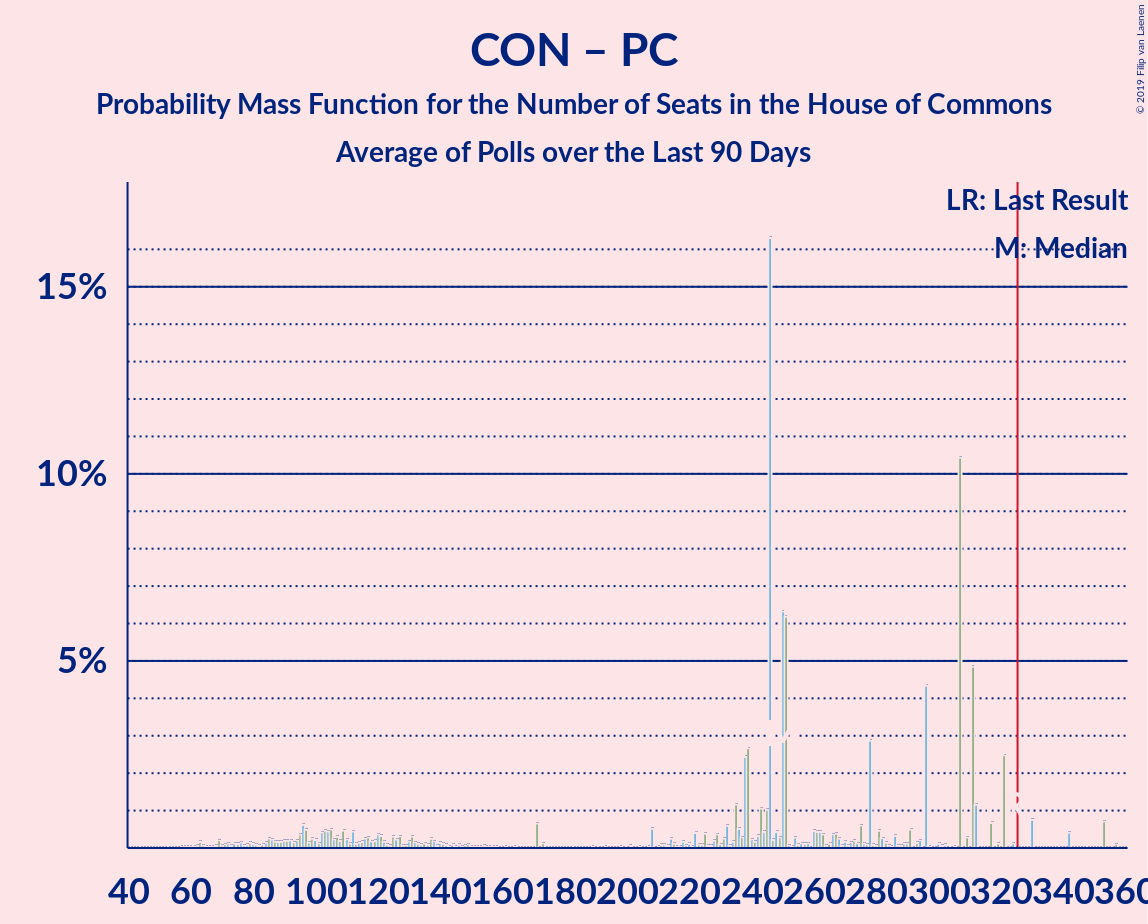 CON – PC
Probability Mass Function for the Number of Seats in the House of Commons
Average of Polls over the Last 90 Days
© 2019 Filip van Laenen
LR: Last Result
M: Median
15%
10%
5%
40 60 80 100 120 140 160 180 200 220 240 260 280 300 320 340 360